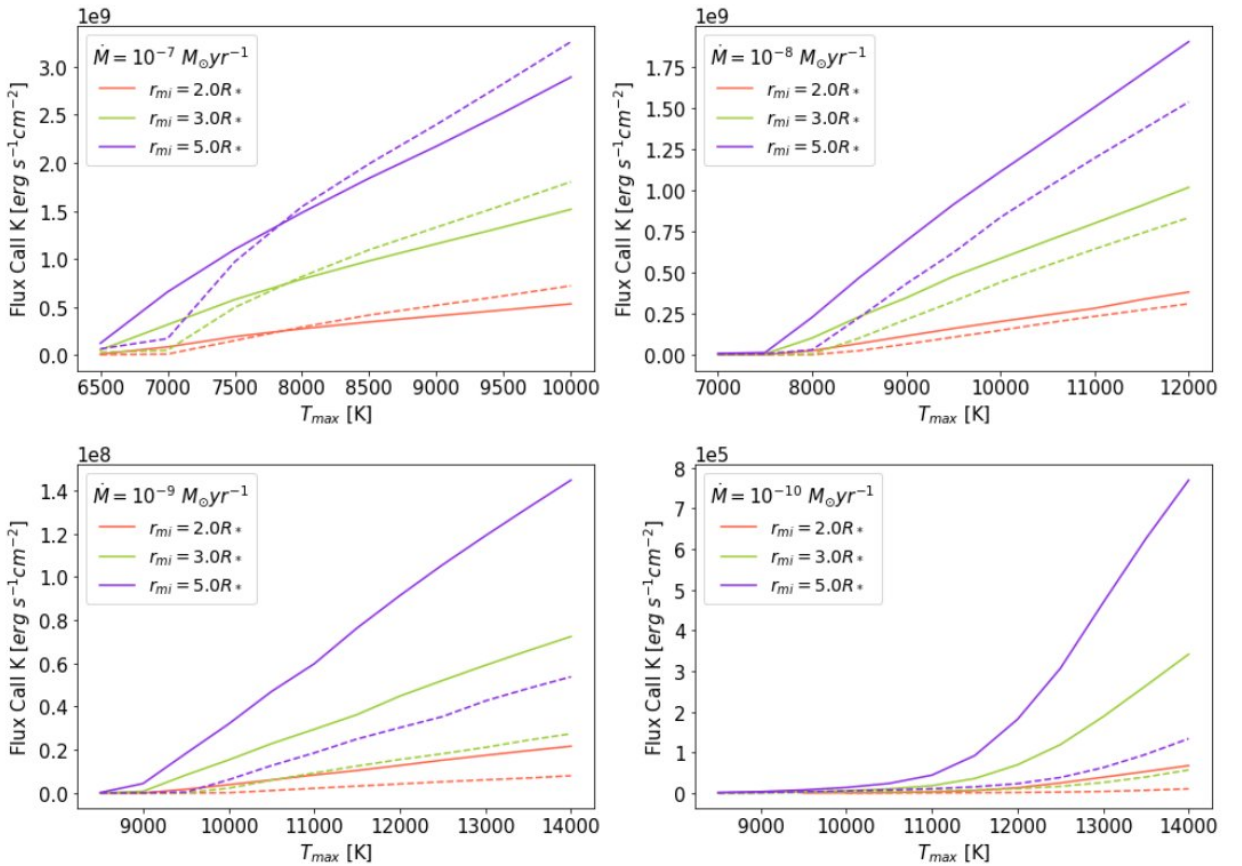 1e9
Ṁ = 10⁻⁷ M⊙yr⁻¹
r_mi = 2.0R*
r_mi = 3.0R*
r_mi = 5.0R*
Flux Call K [erg s⁻¹cm⁻²]
3.0
2.5
2.0
1.5
1.0
0.5
0.0
6500 7000 7500 8000 8500 9000 9500 10000
T_max [K]
1e9
Ṁ = 10⁻⁸ M⊙yr⁻¹
r_mi = 2.0R*
r_mi = 3.0R*
r_mi = 5.0R*
Flux Call K [erg s⁻¹cm⁻²]
1.75
1.50
1.25
1.00
0.75
0.50
0.25
0.00
7000 8000 9000 10000 11000 12000
T_max [K]
1e8
Ṁ = 10⁻⁹ M⊙yr⁻¹
r_mi = 2.0R*
r_mi = 3.0R*
r_mi = 5.0R*
Flux Call K [erg s⁻¹cm⁻²]
1.4
1.2
1.0
0.8
0.6
0.4
0.2
0.0
9000 10000 11000 12000 13000 14000
T_max [K]
1e5
Ṁ = 10⁻¹⁰ M⊙yr⁻¹
r_mi = 2.0R*
r_mi = 3.0R*
r_mi = 5.0R*
Flux Call K [erg s⁻¹cm⁻²]
8
7
6
5
4
3
2
1
0
9000 10000 11000 12000 13000 14000
T_max [K]